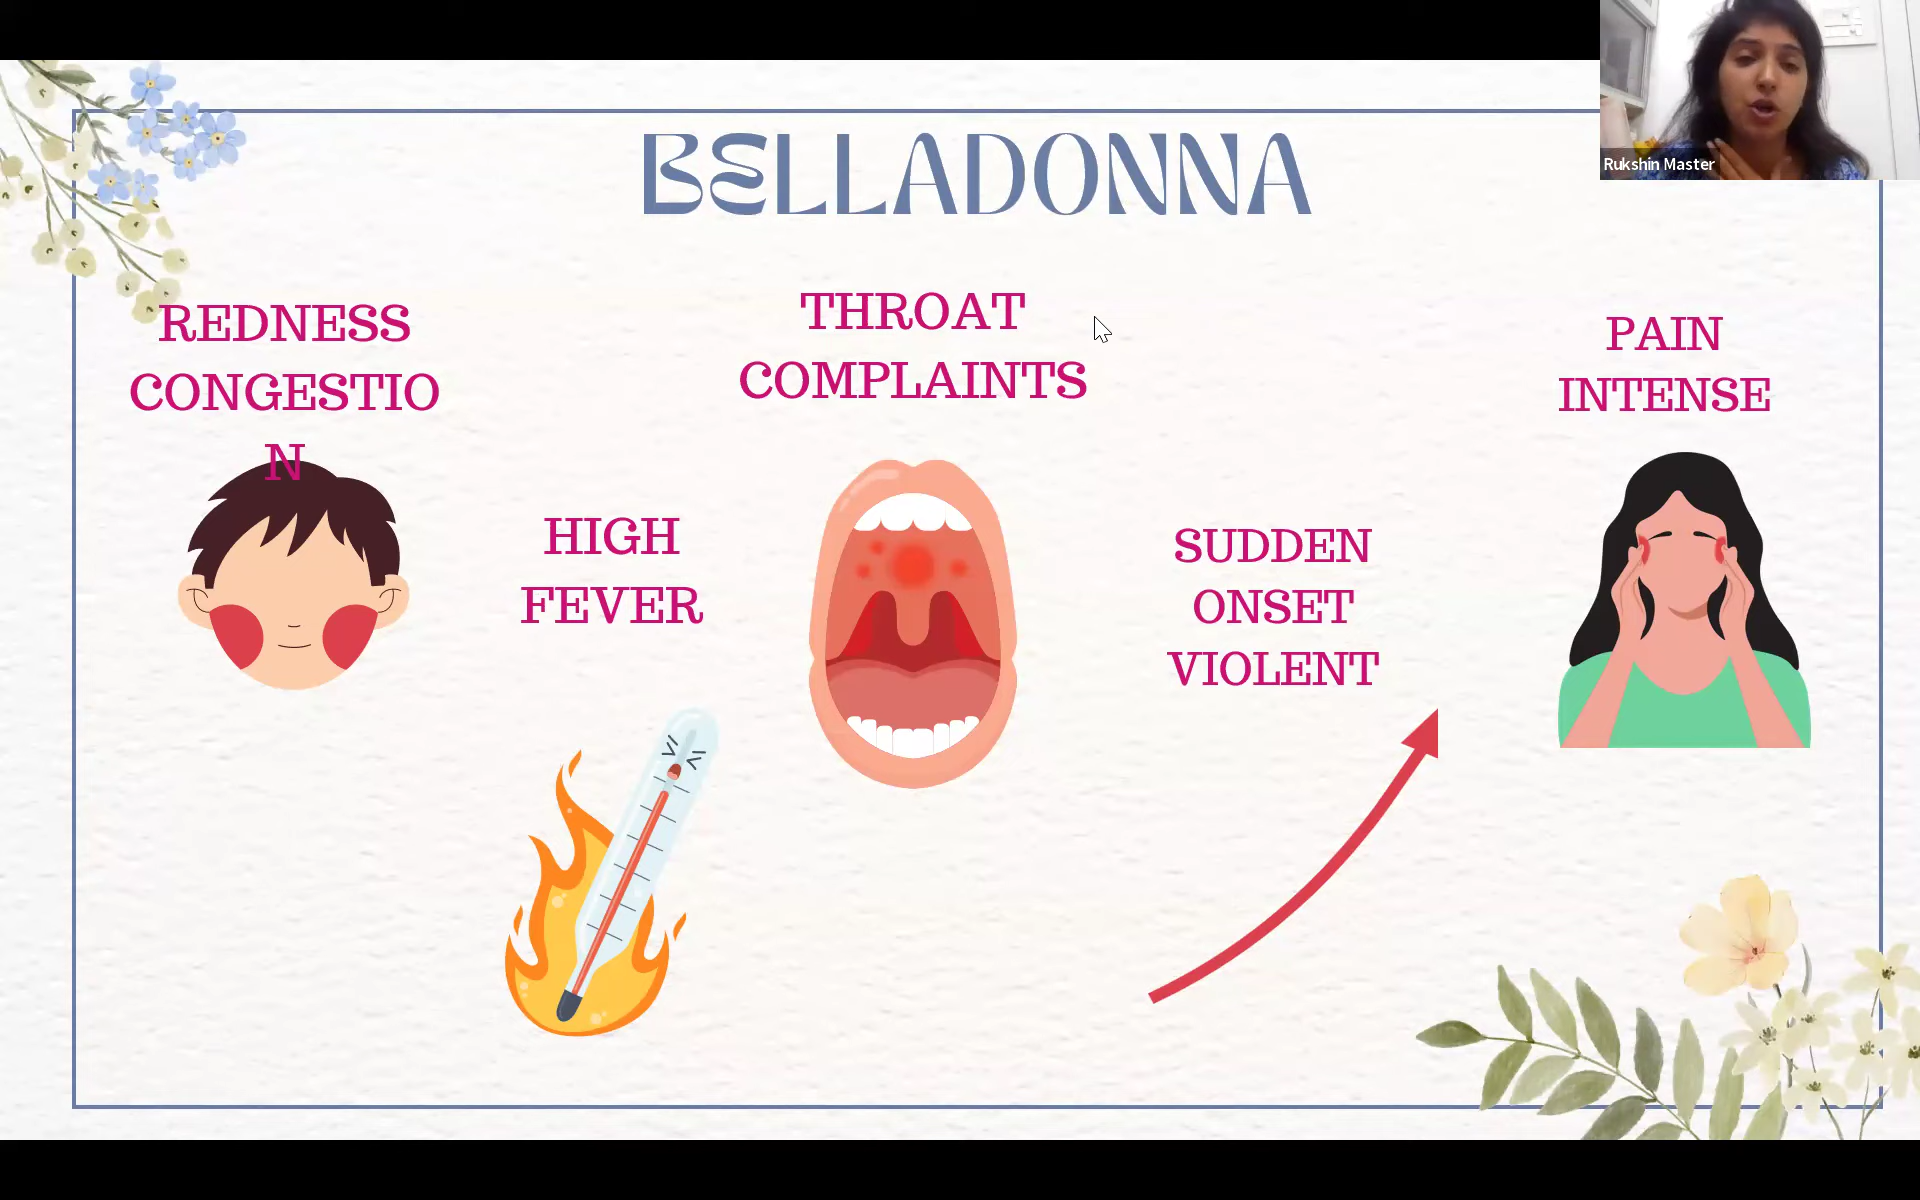 BELLADONNA
REDNESS
CONGESTIO
N
HIGH
FEVER
THROAT
COMPLAINTS
SUDDEN
ONSET
VIOLENT
PAIN
INTENSE
Rukshin Master